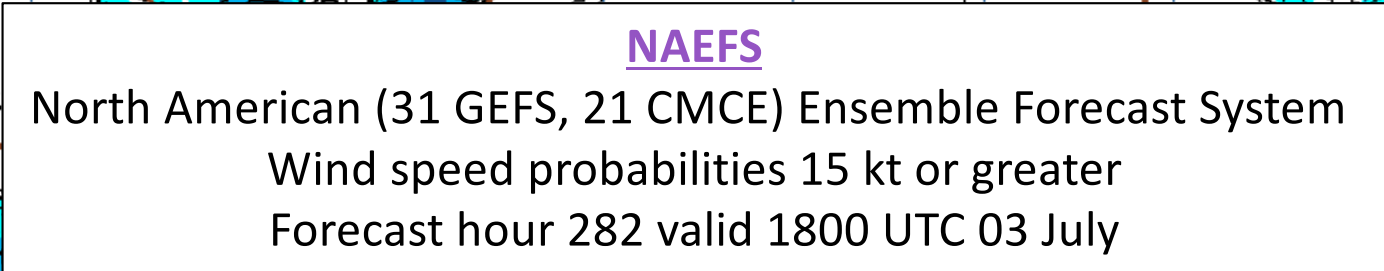 NAEFS
North American (31 GEFS, 21 CMCE) Ensemble Forecast System
Wind speed probabilities 15 kt or greater
Forecast hour 282 valid 1800 UTC 03 July